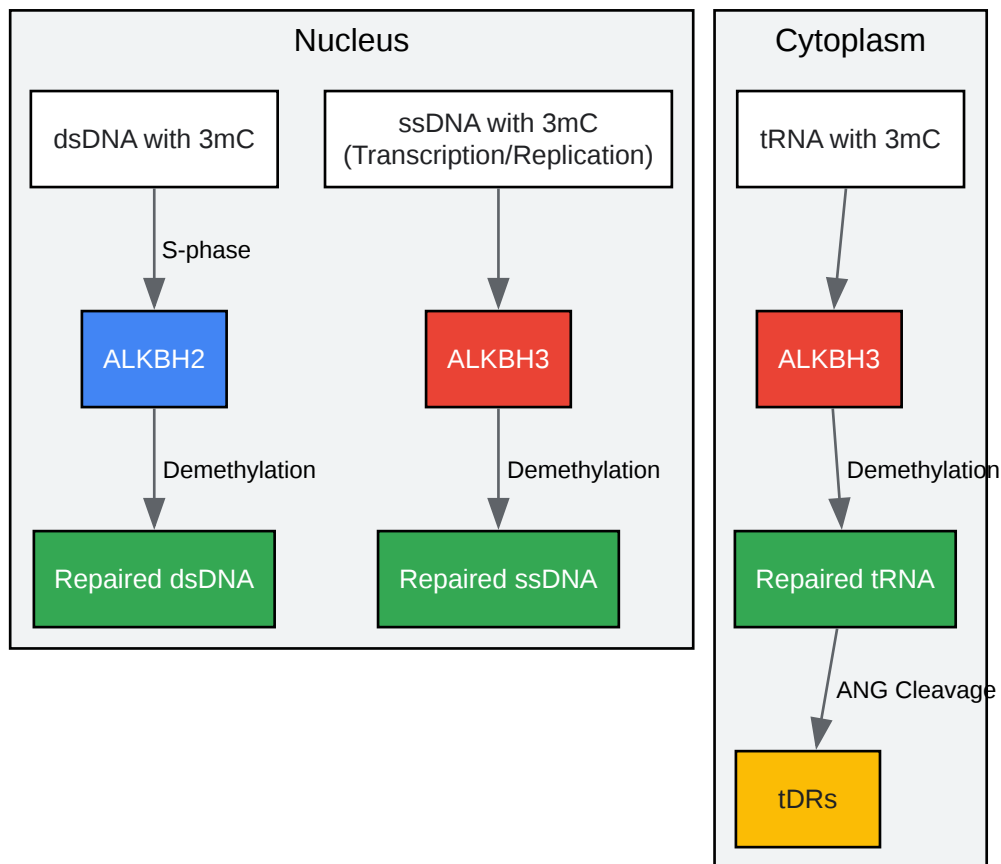 Nucleus
dsDNA with 3mC
ssDNA with 3mC
(Transcription/Replication)
S-phase
ALKBH2
ALKBH3
Demethylation
Demethylation
Repaired dsDNA
Repaired ssDNA
Cytoplasm
tRNA with 3mC
ALKBH3
Demethylation
Repaired tRNA
ANG Cleavage
tDRs